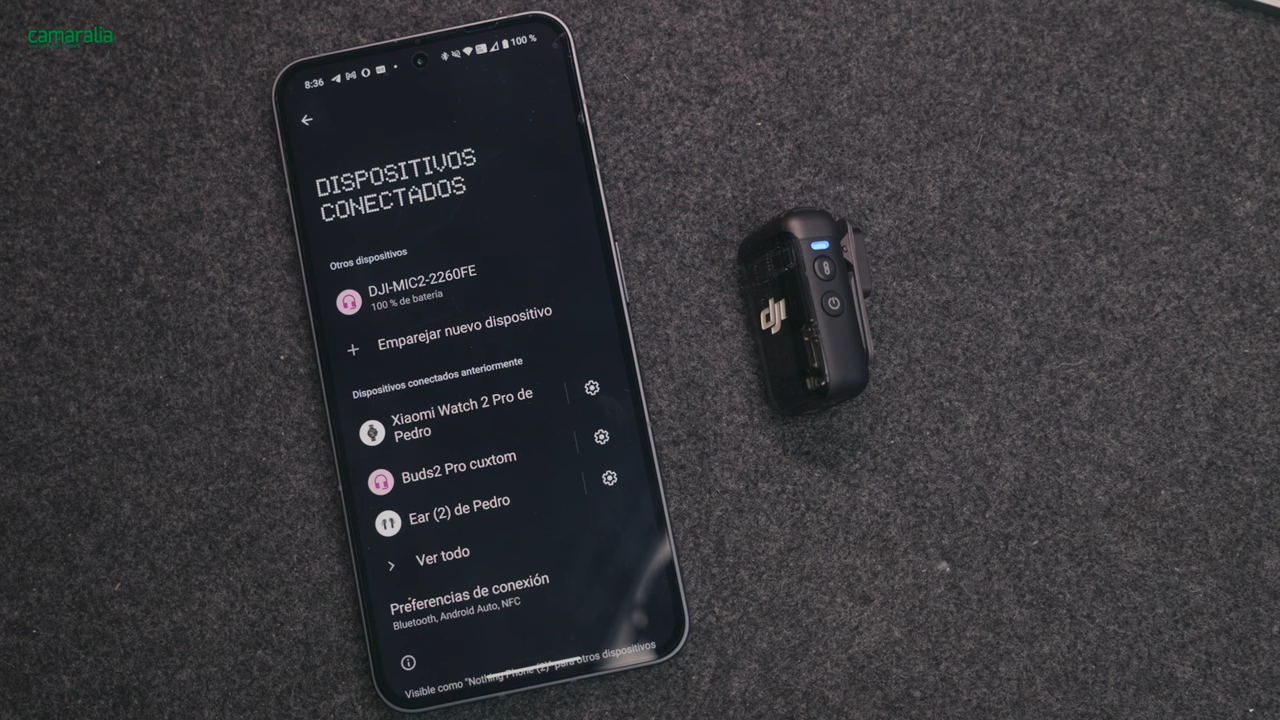 camaralia
8:36
100 %
DISPOSITIVOS
CONECTADOS
Otros dispositivos
DJI-MIC2-2260FE
100 % de batería
Emparejar nuevo dispositivo
Dispositivos conectados anteriormente
Xiaomi Watch 2 Pro de
Pedro
Buds2 Pro cuxtom
Ear (2) de Pedro
Ver todo
Preferencias de conexión
Bluetooth, Android Auto, NFC
Visible como "Nothing Phone (2)" para otros dispositivos
dji